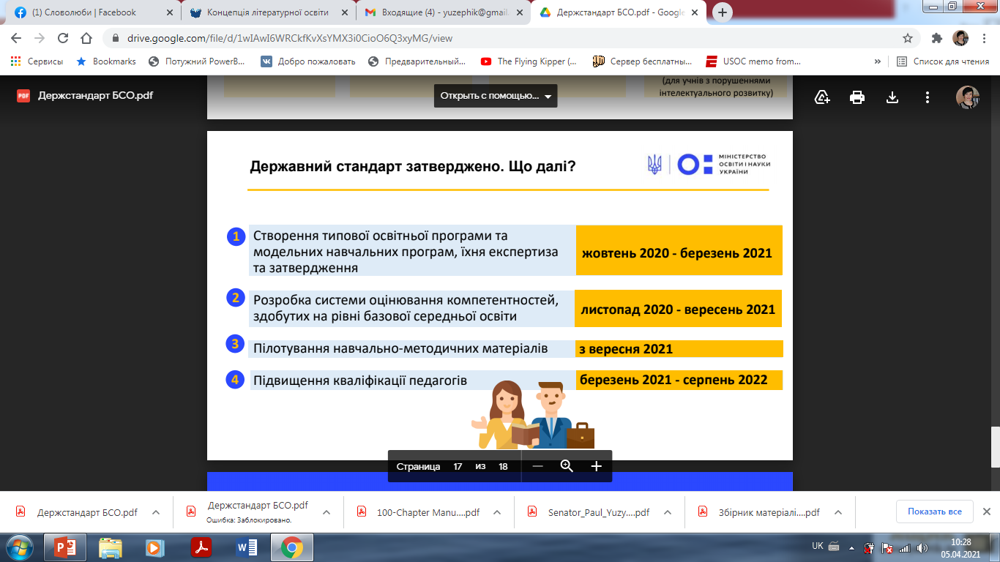 (1) Словолюби | Facebook
Концепція літературної освіти
Входящие (4) - yuzephik@gmail.
Держстандарт БСО.pdf - Google
drive.google.com/file/d/1wIAwI6WRCkfKvXsYMX3i0CioO6Q3xyMG/view
Сервисы
Bookmarks
Потужний PowerB...
Добро пожаловать
Предварительный...
The Flying Kipper (...
Сервер бесплатны...
USOC memo from...
»
Список для чтения
PDF
Держстандарт БСО.pdf
Открыть с помощью...
(для учнів з порушеннями
інтелектуального розвитку)
Державний стандарт затверджено. Що далі?
МІНІСТЕРСТВО
ОСВІТИ І НАУКИ
УКРАЇНИ
1
Створення типової освітньої програми та
модельних навчальних програм, їхня експертиза
та затвердження
жовтень 2020 - березень 2021
2
Розробка системи оцінювання компетентностей,
здобутих на рівні базової середньої освіти
листопад 2020 - вересень 2021
3
Пілотування навчально-методичних матеріалів
з вересня 2021
4
Підвищення кваліфікації педагогів
березень 2021 - серпень 2022
Страница 17 из 18
Держстандарт БСО.pdf
Держстандарт БСО.pdf
Ошибка: Заблокировано.
100-Chapter Manu....pdf
Senator_Paul_Yuzy....pdf
Збірник матеріалі....pdf
Показать все
UK
10:28
05.04.2021